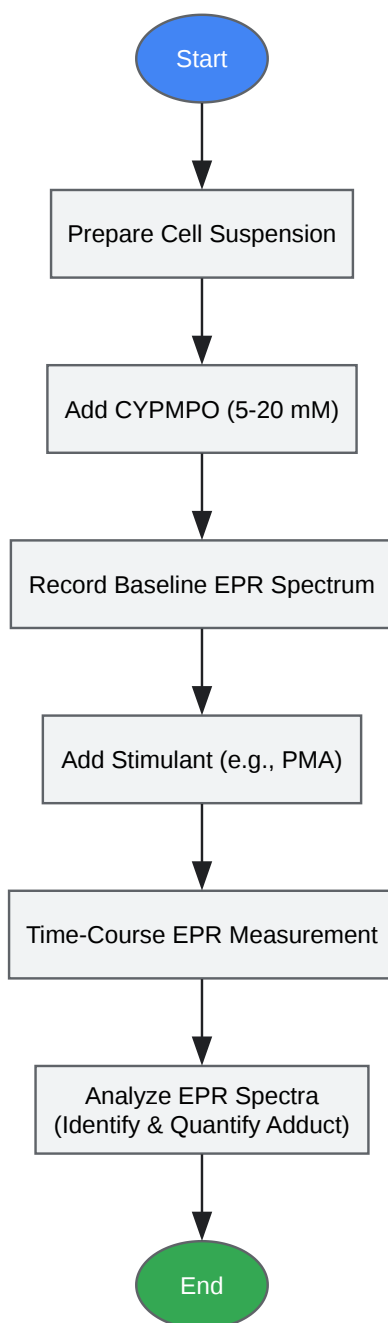 Start
Prepare Cell Suspension
Add CYPMPO (5-20 mM)
Record Baseline EPR Spectrum
Add Stimulant (e.g., PMA)
Time-Course EPR Measurement
Analyze EPR Spectra
(Identify & Quantify Adduct)
End